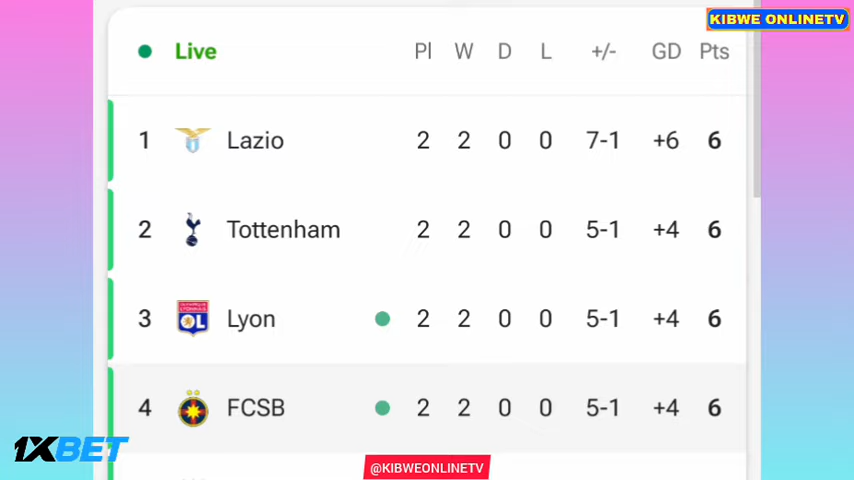 KIBWE ONLINETV
Live Pl W D L +/- GD Pts
1 Lazio 2 2 0 0 7-1 +6 6
2 Tottenham 2 2 0 0 5-1 +4 6
OL
3 Lyon 2 2 0 0 5-1 +4 6
4 FCSB 2 2 0 0 5-1 +4 6
1XBET
@KIBWEONLINETV